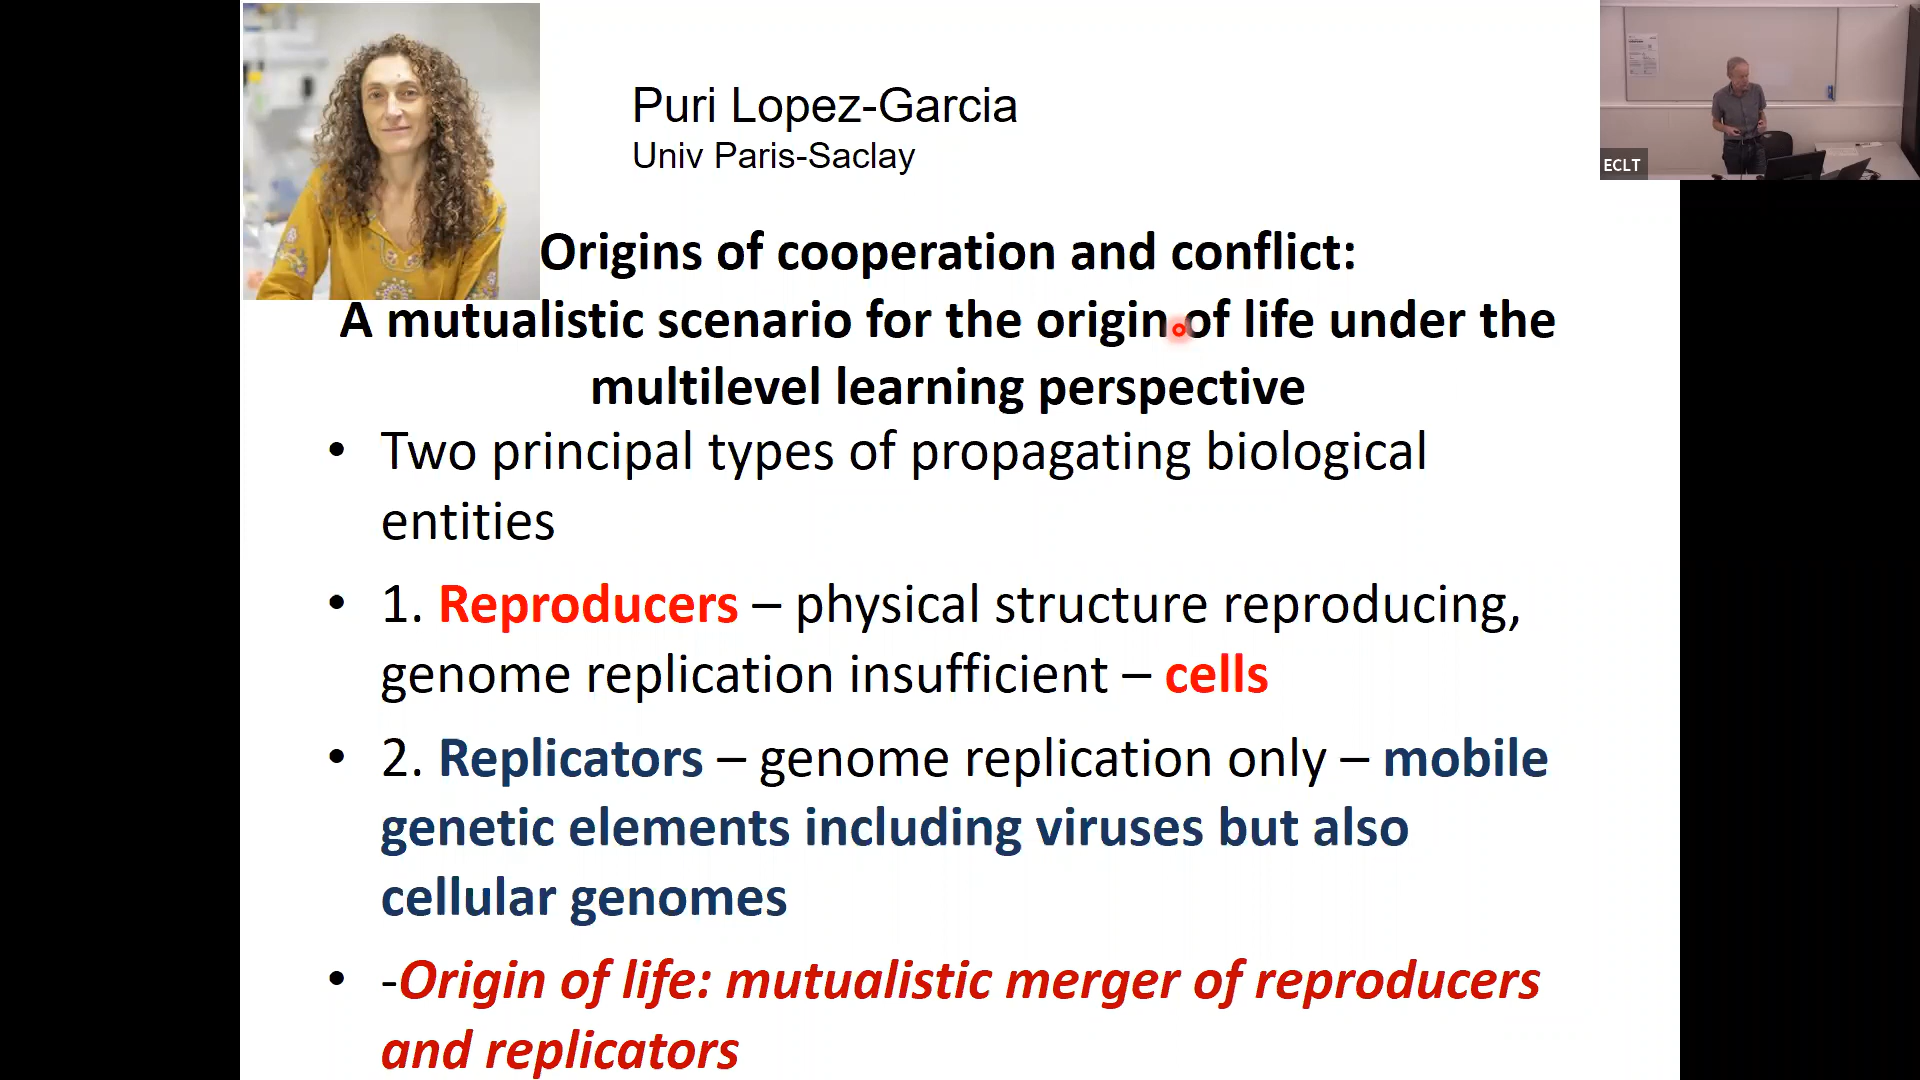 Puri Lopez-Garcia
Univ Paris-Saclay
ECLT
Origins of cooperation and conflict:
A mutualistic scenario for the origin of life under the
multilevel learning perspective
• Two principal types of propagating biological
entities
• 1. Reproducers – physical structure reproducing,
genome replication insufficient – cells
• 2. Replicators – genome replication only – mobile
genetic elements including viruses but also
cellular genomes
• -Origin of life: mutualistic merger of reproducers
and replicators